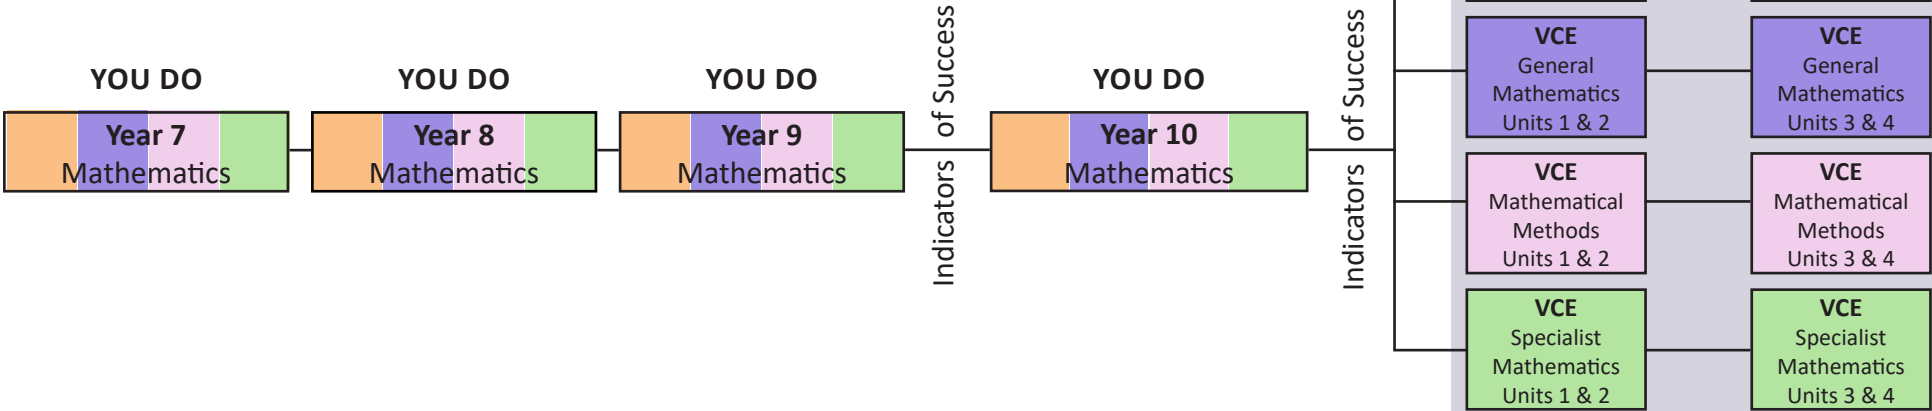 YOU DO
Year 7
Mathematics
YOU DO
Year 8
Mathematics
YOU DO
Year 9
Mathematics
Indicators of Success
YOU DO
Year 10
Mathematics
Indicators of Success
VCE
General
Mathematics
Units 1 & 2
VCE
General
Mathematics
Units 3 & 4
VCE
Mathematical
Methods
Units 1 & 2
VCE
Mathematical
Methods
Units 3 & 4
VCE
Specialist
Mathematics
Units 1 & 2
VCE
Specialist
Mathematics
Units 3 & 4